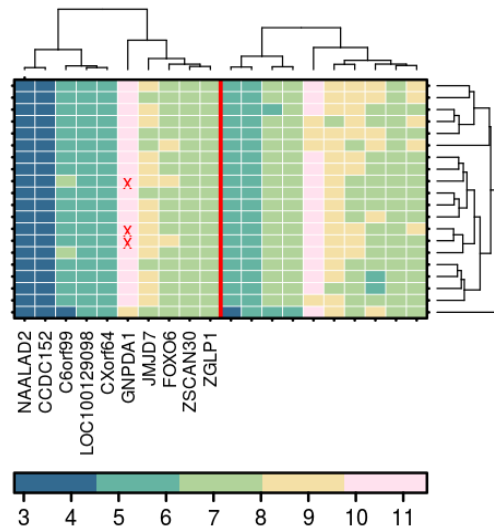 X
X
X
NAALAD2
CCDC152
C6orf99
LOC100129098
CXorf64
GNPDA1
JMJD7
FOXO6
ZSCAN30
ZGLP1
3 4 5 6 7 8 9 10 11